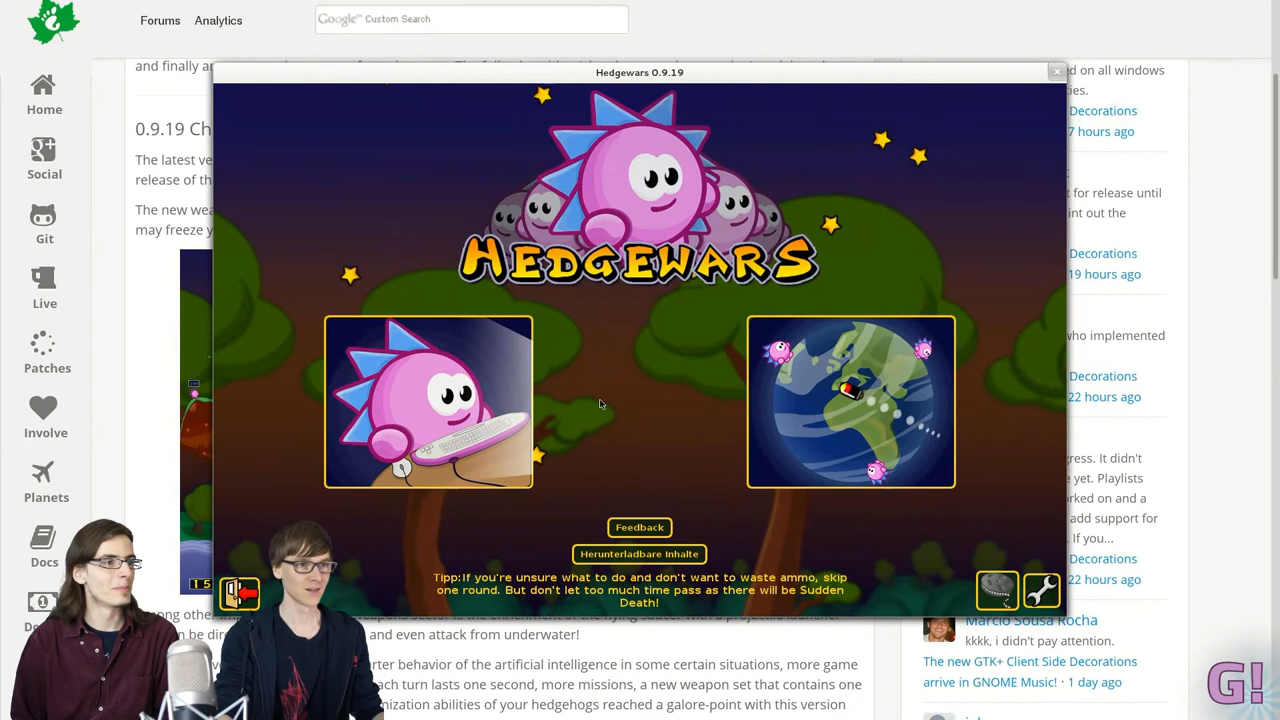 Forums
Analytics
Google™ Custom Search
Home
Social
Git
Live
Patches
Involve
Planets
Docs
and finally a
0.9.19 Ch
The latest ve
release of th
The new wea
may freeze y
Hedgewars 0.9.19
HEDGEWARS
Feedback
Herunterladbare Inhalte
Tipp:If you're unsure what to do and don't want to waste ammo, skip
one round. But don't let too much time pass as there will be Sudden
Death!
and even attack from underwater!
rter behavior of the artificial intelligence in some certain situations, more game
ach turn lasts one second, more missions, a new weapon set that contains one
nization abilities of your hedgehogs reached a galore-point with this version
ed on all windows
Decorations
7 hours ago
t for release until
int out the
Decorations
19 hours ago
who implemented
Decorations
22 hours ago
gress. It didn't
e yet. Playlists
rked on and a
add support for
If you...
Decorations
22 hours ago
Marcio Sousa Rocha
kkkk, i didn't pay attention.
The new GTK+ Client Side Decorations
arrive in GNOME Music! · 1 day ago
G!